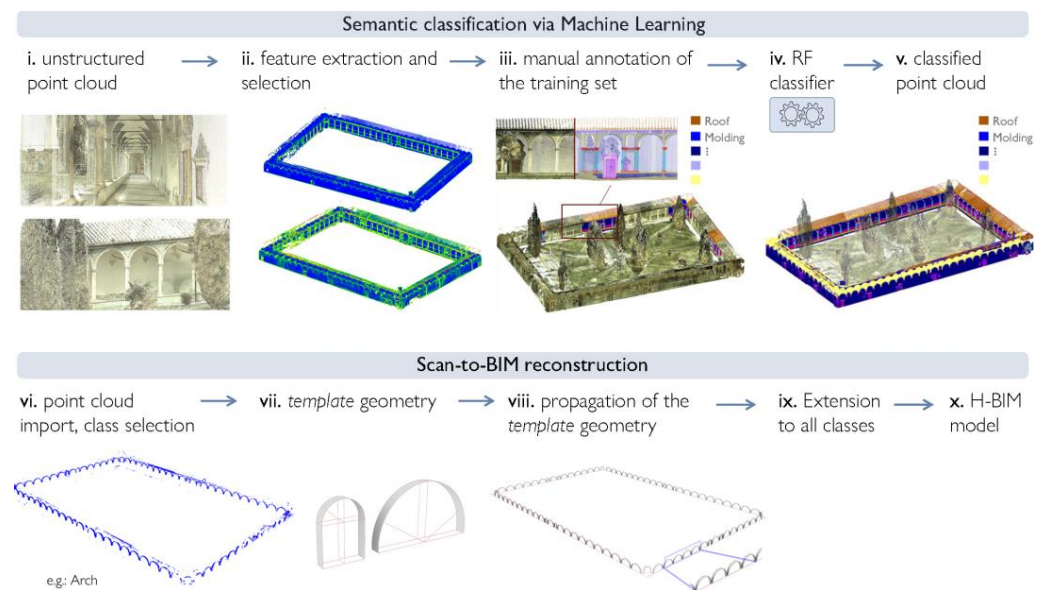 Semantic classification via Machine Learning
i. unstructured
point cloud
ii. feature extraction and
selection
iii. manual annotation of
the training set
iv. RF
classifier
v. classified
point cloud
Roof
Molding
⋮
Roof
Molding
⋮
Scan-to-BIM reconstruction
vi. point cloud
import, class selection
vii. template geometry
viii. propagation of the
template geometry
ix. Extension
to all classes
x. H-BIM
model
e.g.: Arch